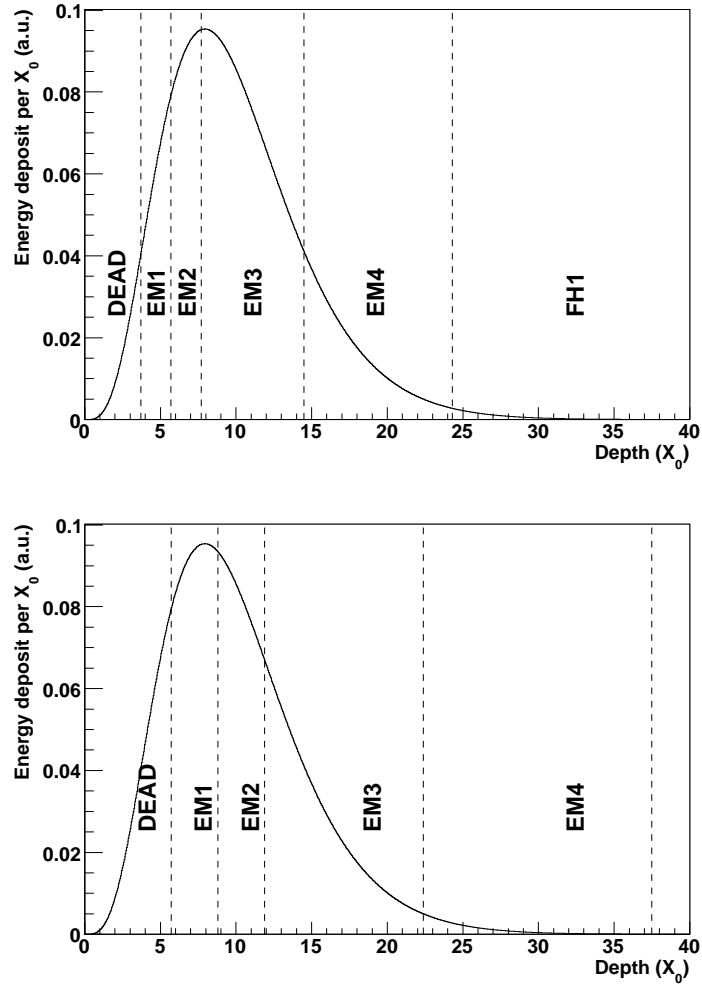 Energy deposit per X0 (a.u.)
0.1
0.08
0.06
0.04
0.02
0
DEAD
EM1
EM2
EM3
EM4
FH1
0 5 10 15 20 25 30 35 40
Depth (X0)
Energy deposit per X0 (a.u.)
0.1
0.08
0.06
0.04
0.02
0
DEAD
EM1
EM2
EM3
EM4
0 5 10 15 20 25 30 35 40
Depth (X0)